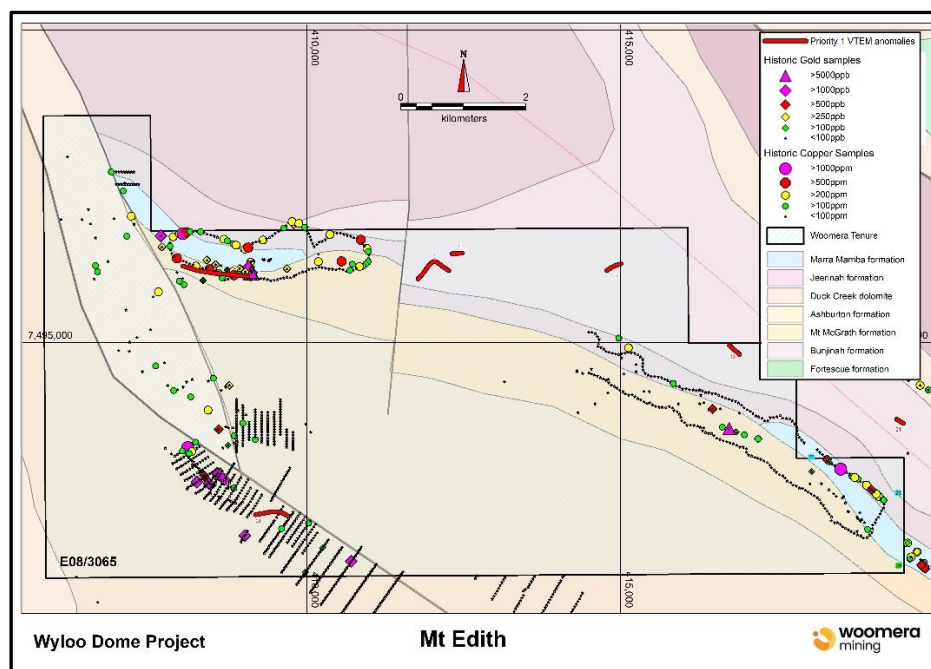 410,000
415,000
N
0
2
kilometers
Priority 1 VTEM anomalies
Historic Gold samples
>5000ppb
>1000ppb
>500ppb
>250ppb
>100ppb
<100ppb
Historic Copper Samples
>1000ppm
>500ppm
>200ppm
>100ppm
<100ppm
Woomera Tenure
Marra Mamba formation
Jeerinah formation
Duck Creek dolomite
Ashburton formation
Mt McGrath formation
Bunjinah formation
Fortescue formation
7,495,000
E08/3065
415,000
Wyloo Dome Project
Mt Edith
woomera
mining